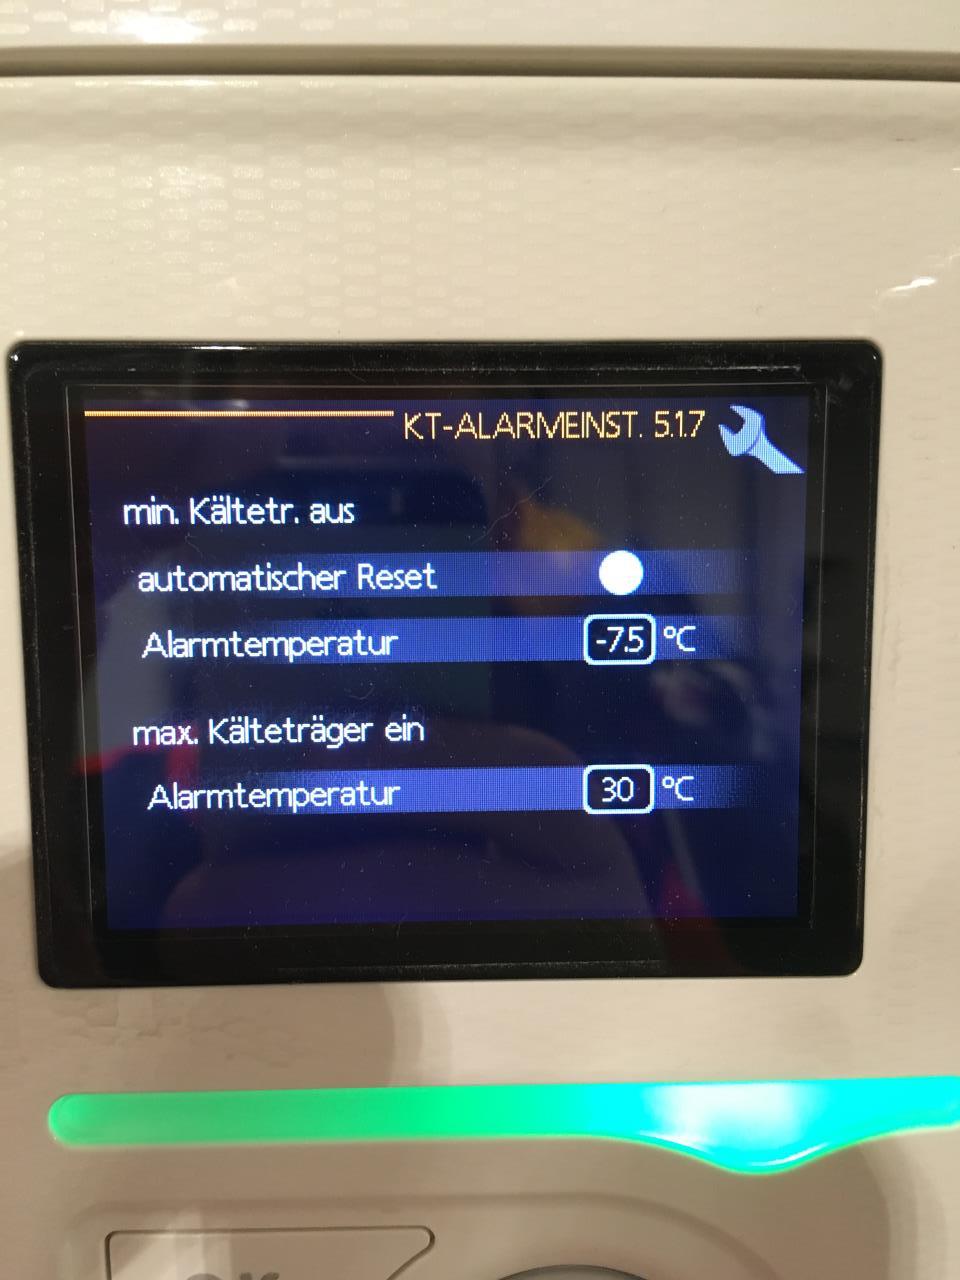 KT-ALARMEINST. 5.1.7
min. Kältetr. aus
automatischer Reset
Alarmtemperatur -7.5 °C
max. Kälteträger ein
Alarmtemperatur 30 °C